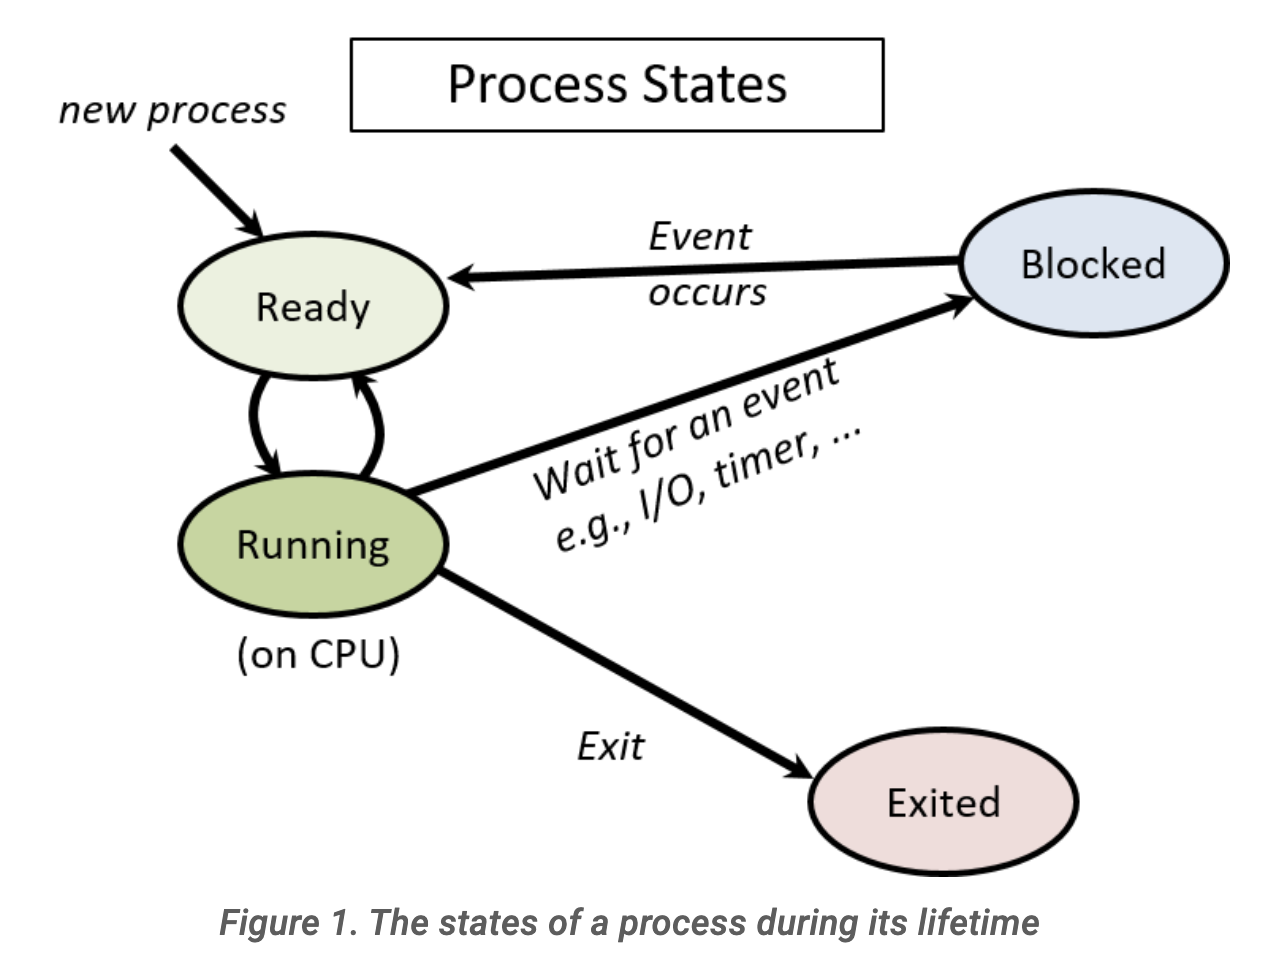 Process States
new process
Event
occurs
Blocked
Ready
Wait for an event
e.g., I/O, timer, ...
Running
(on CPU)
Exit
Exited
Figure 1. The states of a process during its lifetime